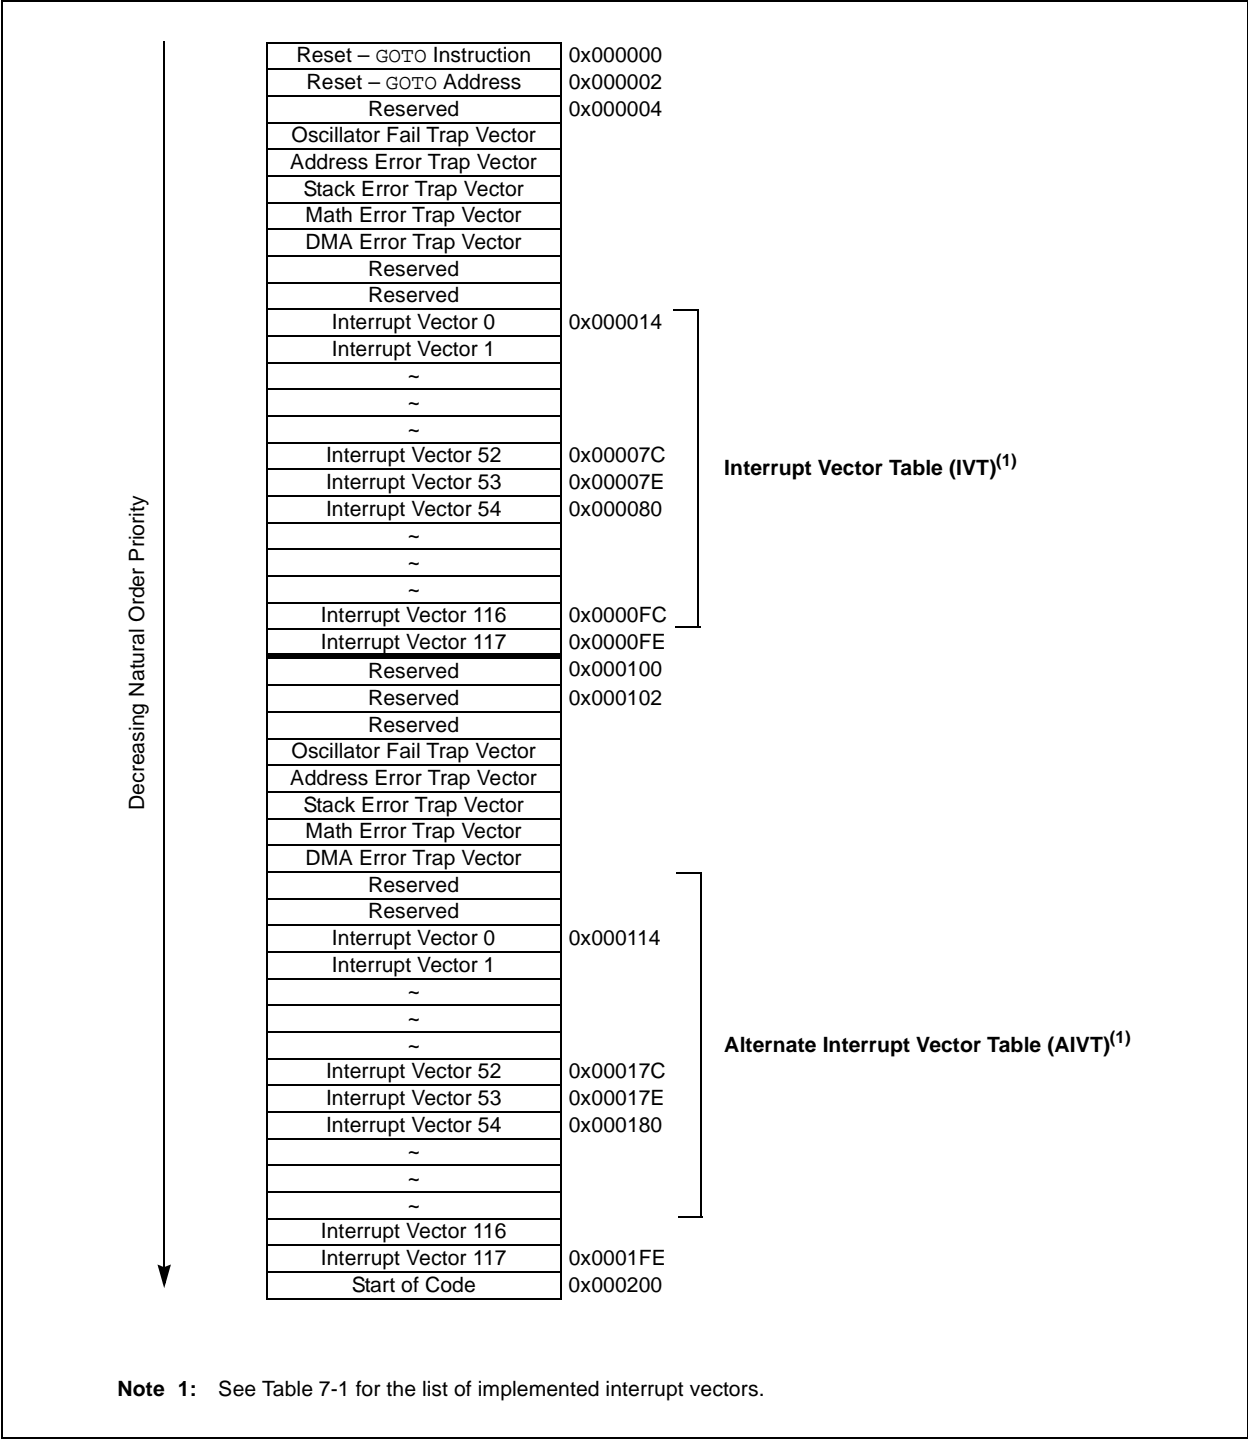 Reset – GOTO Instruction 0x000000
Reset – GOTO Address 0x000002
Reserved 0x000004
Oscillator Fail Trap Vector
Address Error Trap Vector
Stack Error Trap Vector
Math Error Trap Vector
DMA Error Trap Vector
Reserved
Reserved
Interrupt Vector 0 0x000014
Interrupt Vector 1
~
~
~
Interrupt Vector 52 0x00007C
Interrupt Vector 53 0x00007E
Interrupt Vector 54 0x000080
~
~
~
Interrupt Vector 116 0x0000FC
Interrupt Vector 117 0x0000FE
Reserved 0x000100
Reserved 0x000102
Reserved
Oscillator Fail Trap Vector
Address Error Trap Vector
Stack Error Trap Vector
Math Error Trap Vector
DMA Error Trap Vector
Reserved
Reserved
Interrupt Vector 0 0x000114
Interrupt Vector 1
~
~
~
Interrupt Vector 52 0x00017C
Interrupt Vector 53 0x00017E
Interrupt Vector 54 0x000180
~
~
~
Interrupt Vector 116
Interrupt Vector 117 0x0001FE
Start of Code 0x000200
Decreasing Natural Order Priority
Interrupt Vector Table (IVT)(1)
Alternate Interrupt Vector Table (AIVT)(1)
Note 1: See Table 7-1 for the list of implemented interrupt vectors.